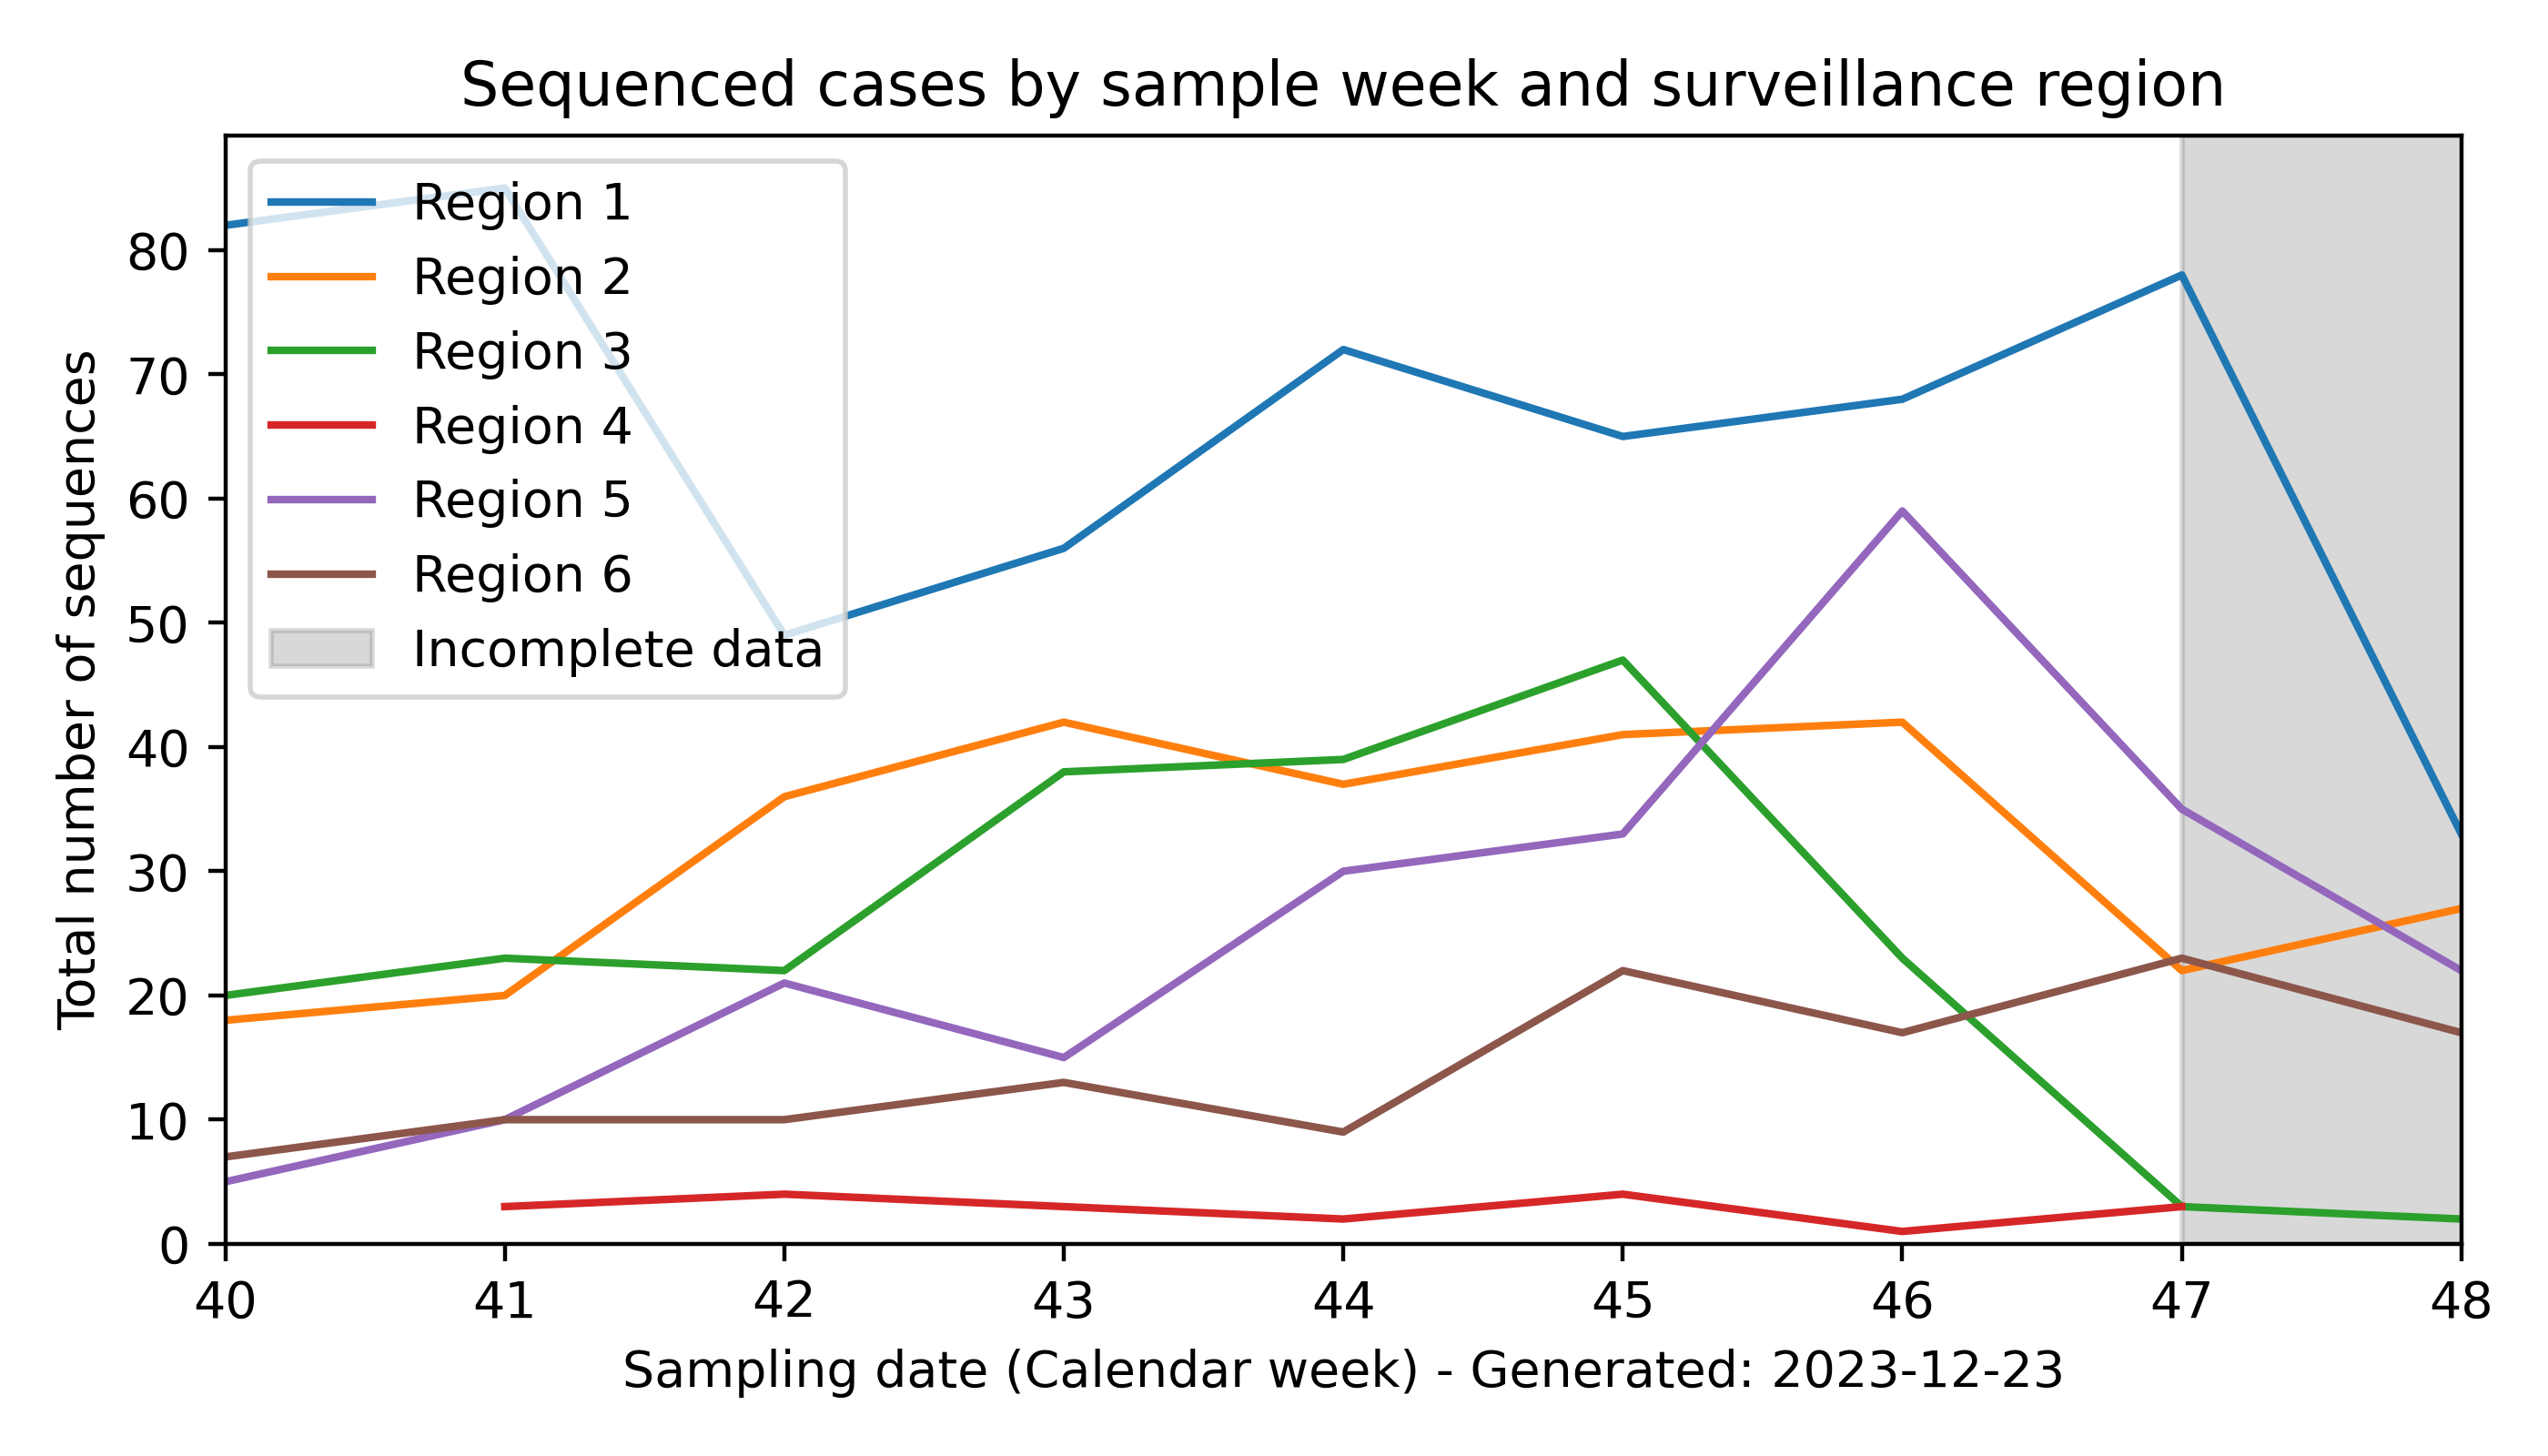 Sequenced cases by sample week and surveillance region
Total number of sequences
80
70
60
50
40
30
20
10
0
Region 1
Region 2
Region 3
Region 4
Region 5
Region 6
Incomplete data
40 41 42 43 44 45 46 47 48
Sampling date (Calendar week) - Generated: 2023-12-23